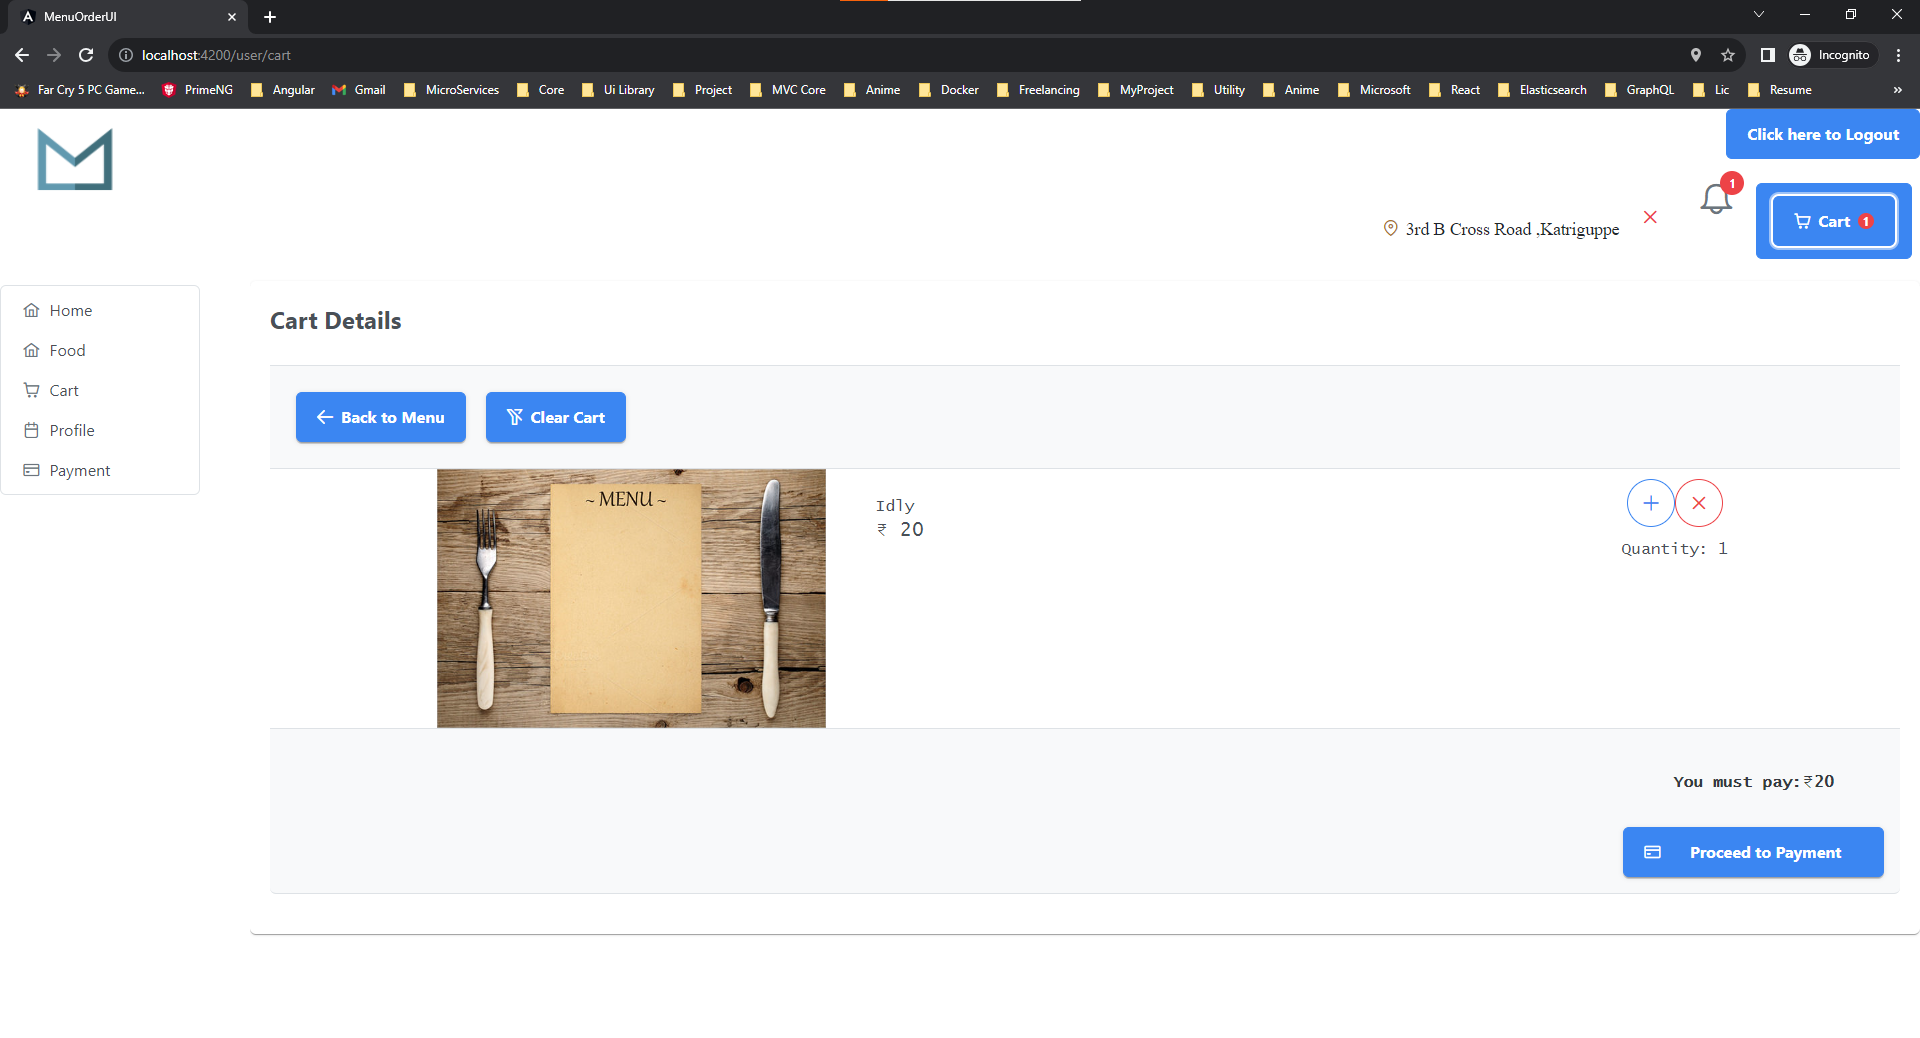 MenuOrderUI
localhost:4200/user/cart
Incognito
Far Cry 5 PC Game... PrimeNG Angular Gmail MicroServices Core Ui Library Project MVC Core Anime Docker Freelancing MyProject Utility Anime Microsoft React Elasticsearch GraphQL Lic Resume »
Click here to Logout
1
3rd B Cross Road ,Katriguppe
Cart 1
Home
Food
Cart
Profile
Payment
Cart Details
Back to Menu
Clear Cart
~ MENU ~
Idly
₹ 20
Quantity: 1
You must pay:₹20
Proceed to Payment